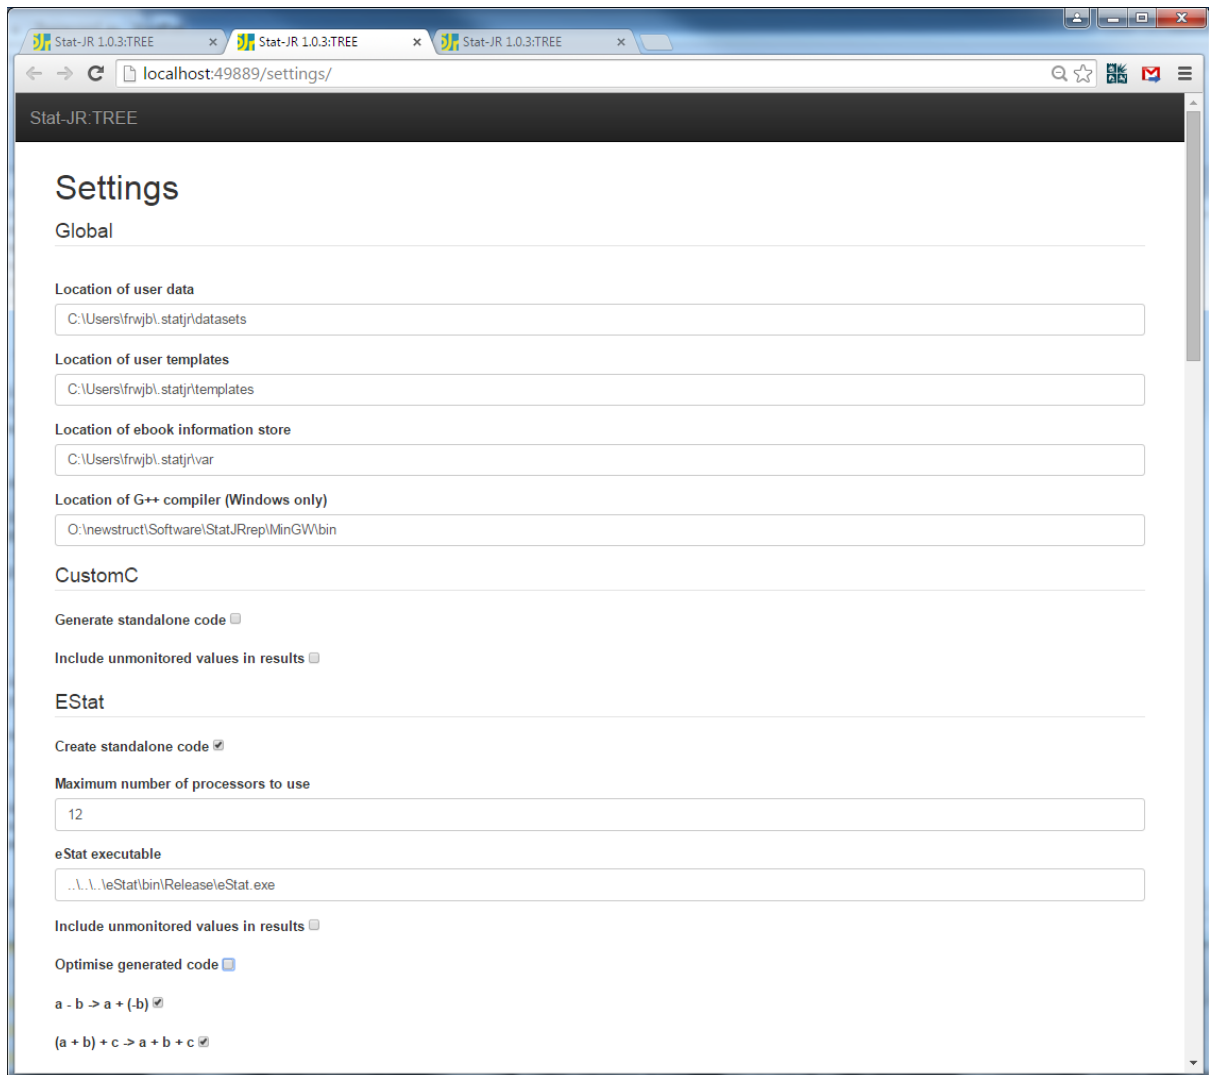 Stat-JR 1.0.3:TREE
Stat-JR 1.0.3:TREE
Stat-JR 1.0.3:TREE
localhost:49889/settings/
Stat-JR:TREE
Settings
Global
Location of user data
C:\Users\frwjb\.statjr\datasets
Location of user templates
C:\Users\frwjb\.statjr\templates
Location of ebook information store
C:\Users\frwjb\.statjr\var
Location of G++ compiler (Windows only)
O:\newstruct\Software\StatJRrep\MinGW\bin
CustomC
Generate standalone code
Include unmonitored values in results
EStat
Create standalone code
Maximum number of processors to use
12
eStat executable
..\..\..\eStat\bin\Release\eStat.exe
Include unmonitored values in results
Optimise generated code
a - b -> a + (-b)
(a + b) + c -> a + b + c